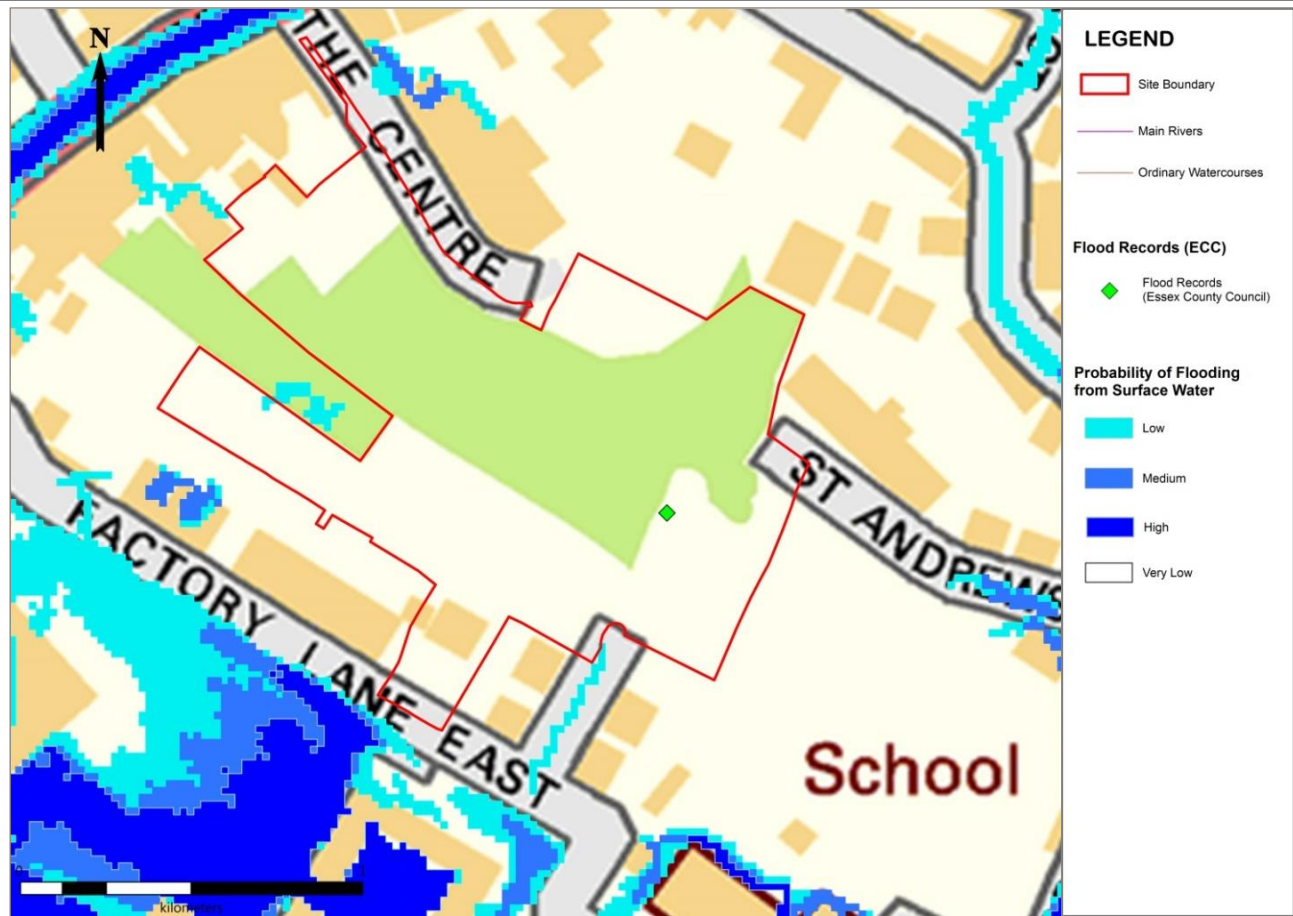 N
THE CENTRE
ST ANDREWS
FACTORY LANE EAST
School
0
kilometers
LEGEND
Site Boundary
Main Rivers
Ordinary Watercourses
Flood Records (ECC)
Flood Records
(Essex County Council)
Probability of Flooding
from Surface Water
Low
Medium
High
Very Low